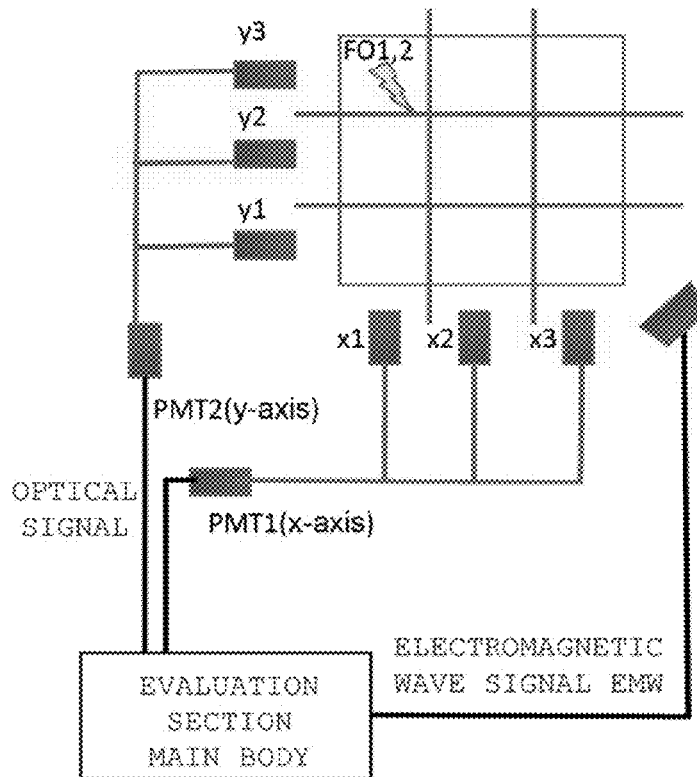 y3
FO1,2
y2
y1
x1
x2
x3
PMT2(y-axis)
OPTICAL
SIGNAL
PMT1(x-axis)
ELECTROMAGNETIC
WAVE SIGNAL EMW
EVALUATION
SECTION
MAIN BODY